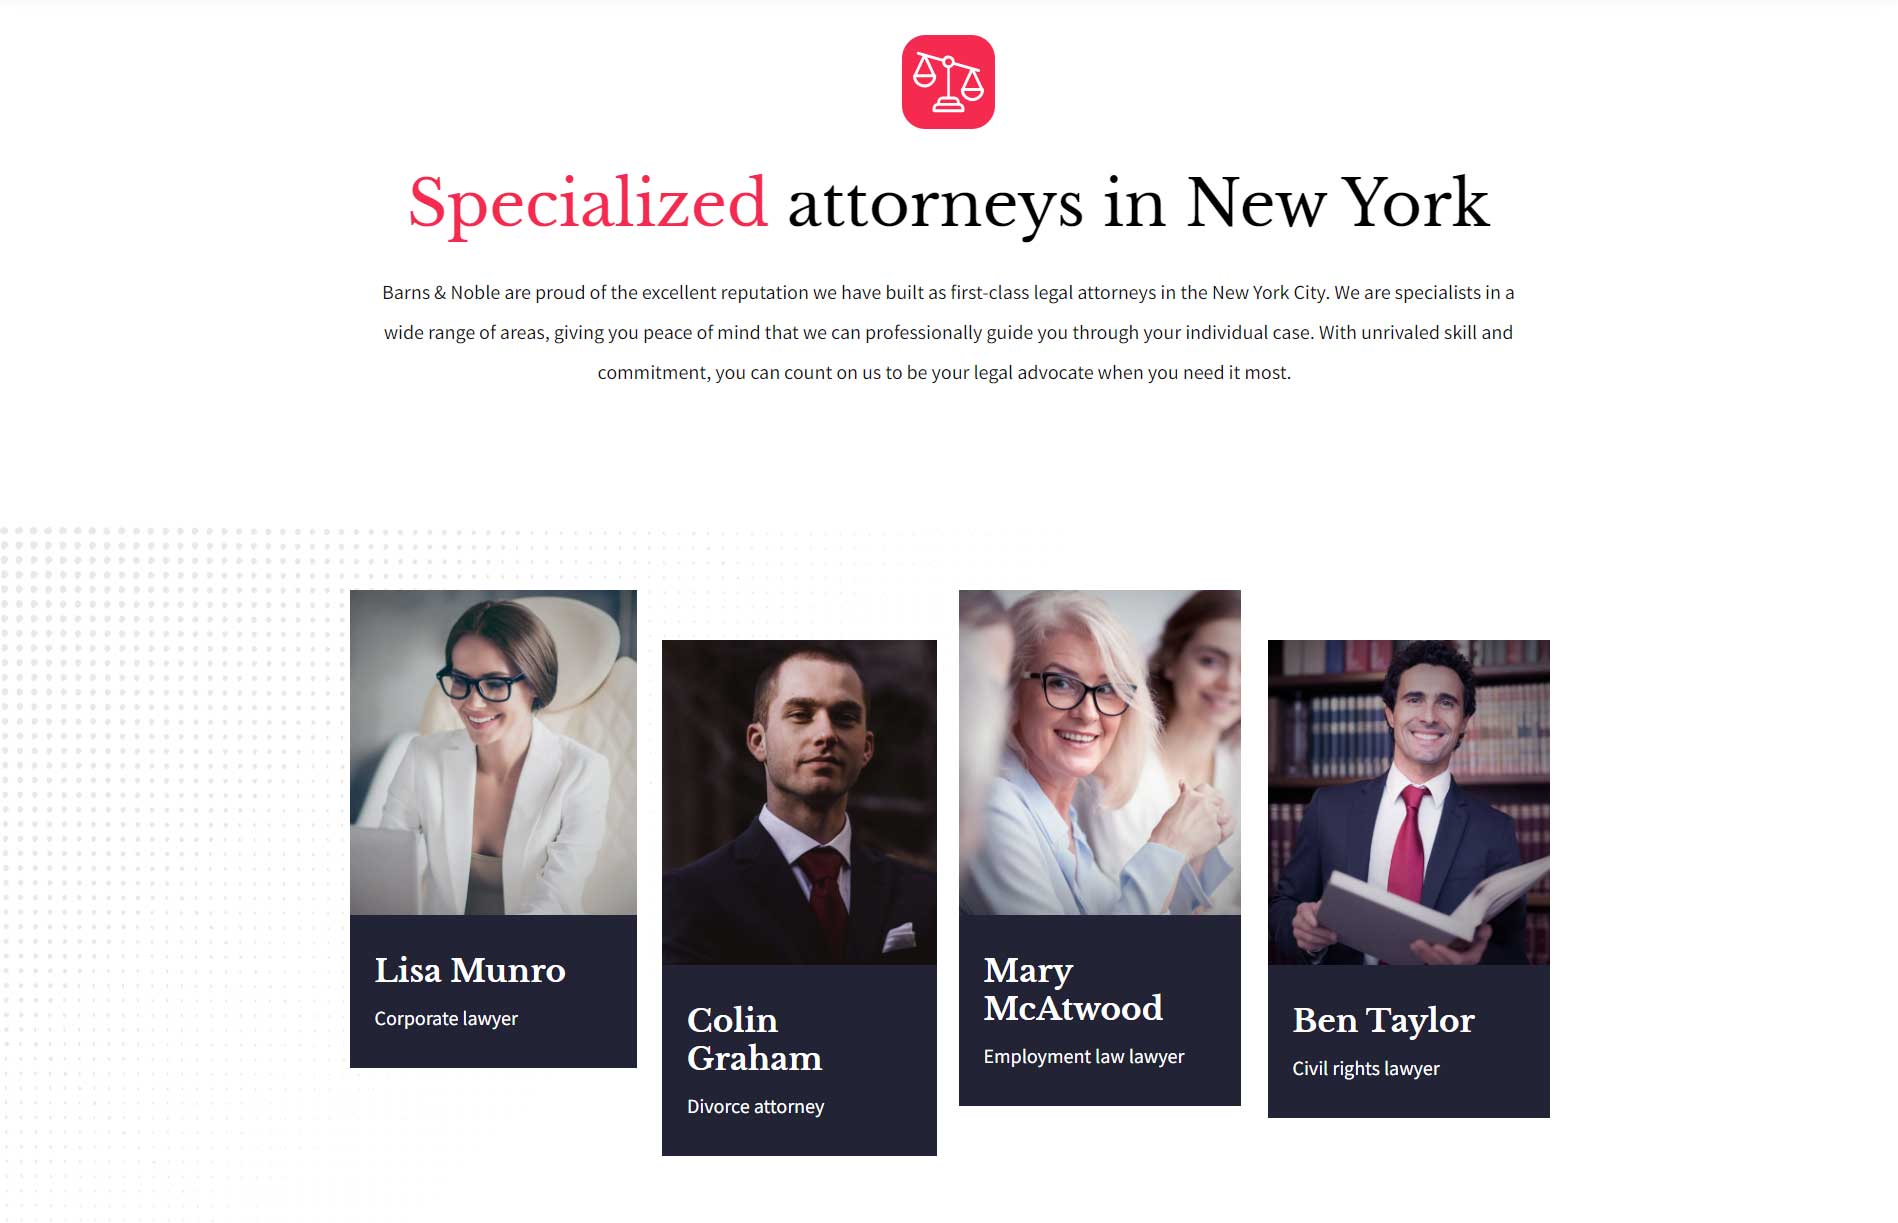 Specialized attorneys in New York
Barns & Noble are proud of the excellent reputation we have built as first-class legal attorneys in the New York City. We are specialists in a
wide range of areas, giving you peace of mind that we can professionally guide you through your individual case. With unrivaled skill and
commitment, you can count on us to be your legal advocate when you need it most.
Lisa Munro
Corporate lawyer
Colin
Graham
Divorce attorney
Mary
McAtwood
Employment law lawyer
Ben Taylor
Civil rights lawyer